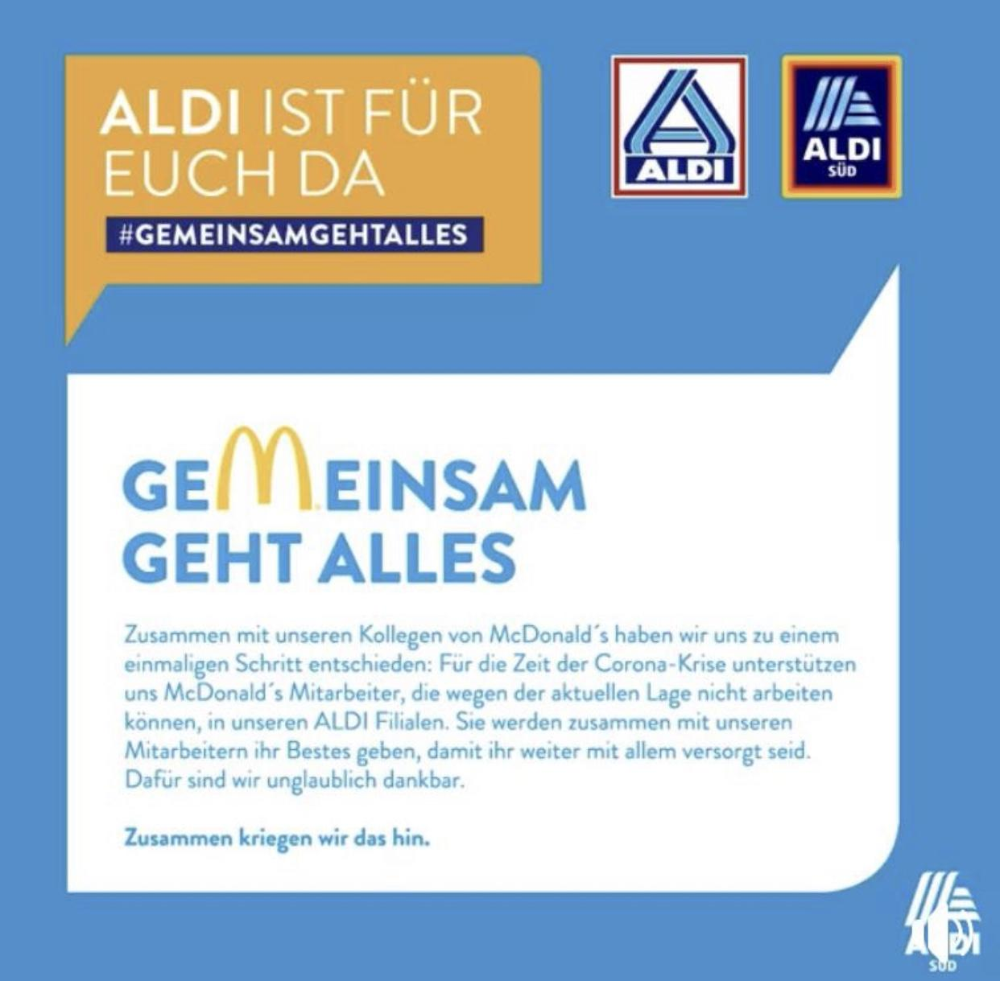 ALDI IST FÜR
EUCH DA
#GEMEINSAMGEHTALLES
ALDI
ALDI
SÜD
GEMEINSAM
GEHT ALLES
Zusammen mit unseren Kollegen von McDonald´s haben wir uns zu einem
einmaligen Schritt entschieden: Für die Zeit der Corona-Krise unterstützen
uns McDonald´s Mitarbeiter, die wegen der aktuellen Lage nicht arbeiten
können, in unseren ALDI Filialen. Sie werden zusammen mit unseren
Mitarbeitern ihr Bestes geben, damit ihr weiter mit allem versorgt seid.
Dafür sind wir unglaublich dankbar.
Zusammen kriegen wir das hin.
ALDI
SÜD